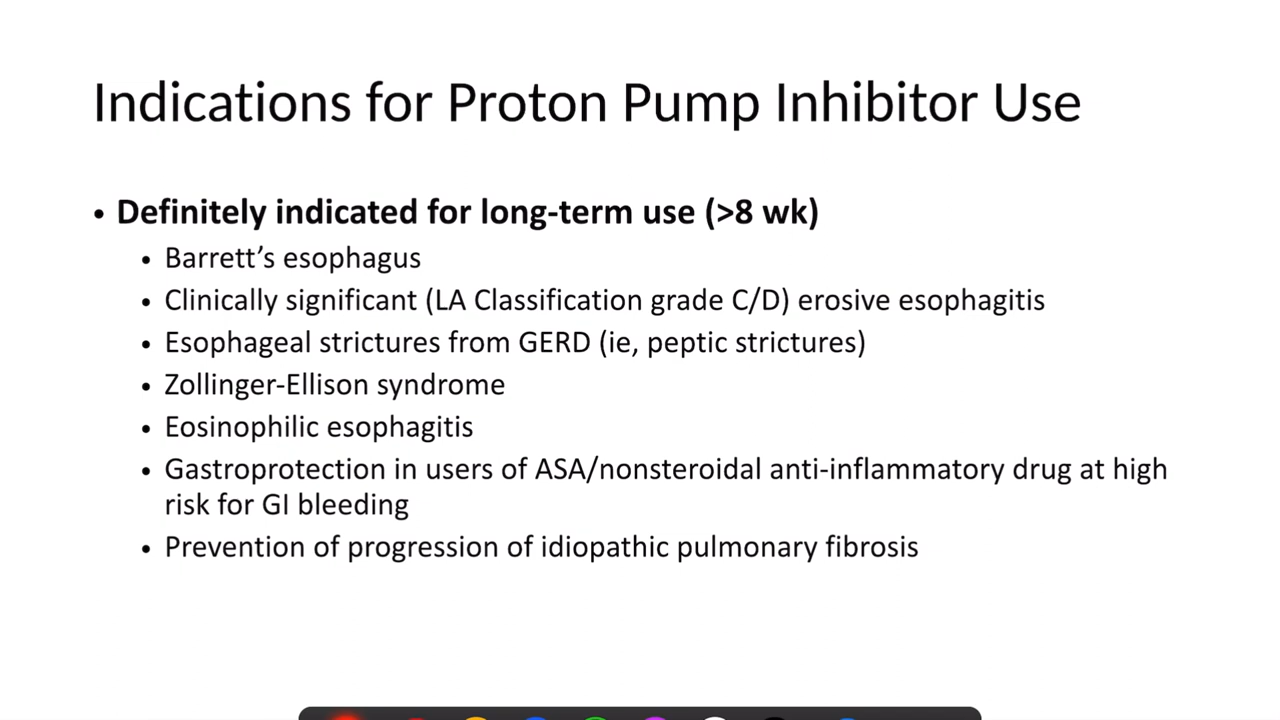 Indications for Proton Pump Inhibitor Use
• Definitely indicated for long-term use (>8 wk)
• Barrett’s esophagus
• Clinically significant (LA Classification grade C/D) erosive esophagitis
• Esophageal strictures from GERD (ie, peptic strictures)
• Zollinger-Ellison syndrome
• Eosinophilic esophagitis
• Gastroprotection in users of ASA/nonsteroidal anti-inflammatory drug at high
risk for GI bleeding
• Prevention of progression of idiopathic pulmonary fibrosis